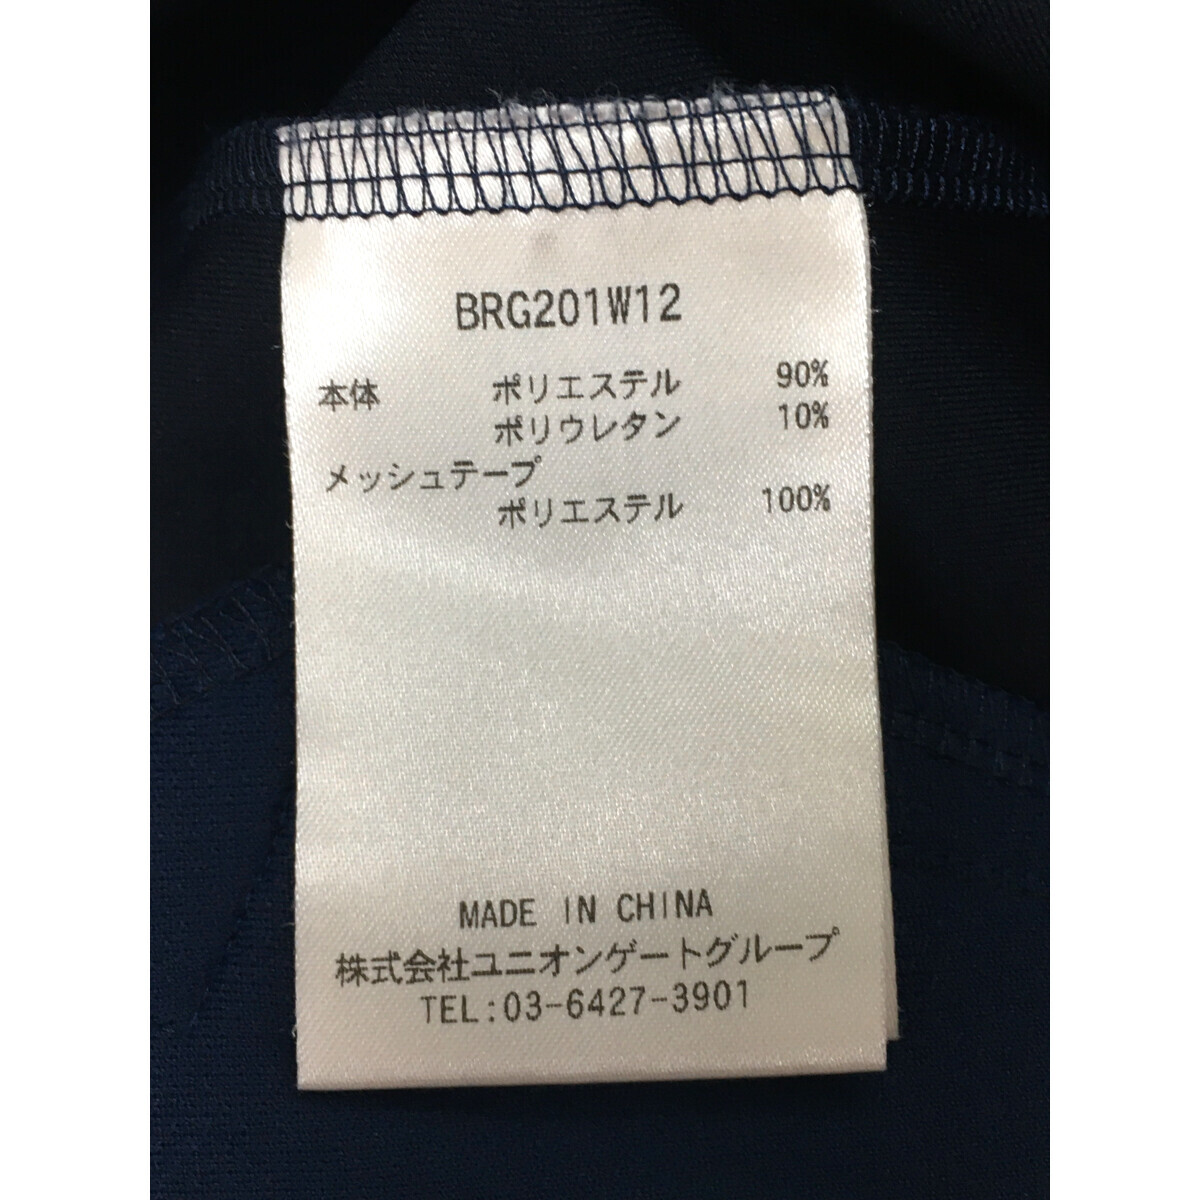 BRG201W12
本体 ポリエステル 90%
ポリウレタン 10%
メッシュテープ
ポリエステル 100%
MADE IN CHINA
株式会社ユニオンゲートグループ
TEL:03-6427-3901